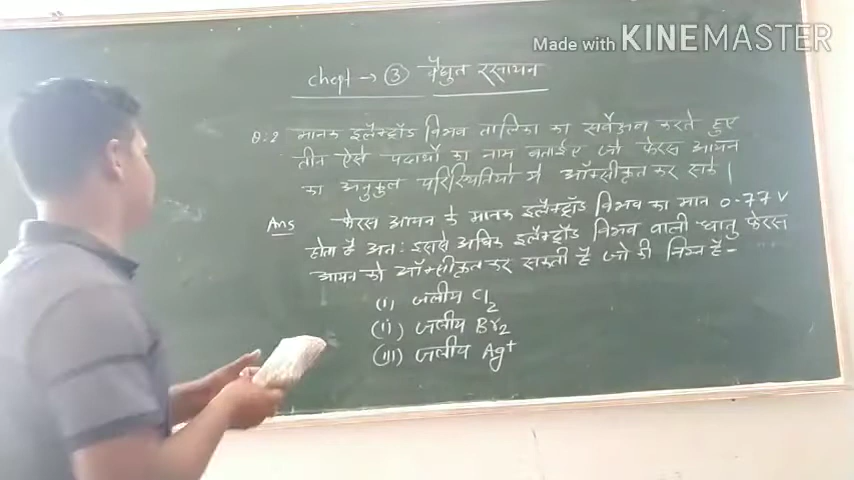 Made with KINEMASTER
chapt → ③ वैद्युत रसायन
Q.2 मानक इलैक्ट्रॉड विभव तालिका का सर्वेक्षण करते हुए
तीन ऐसे पदार्थों का नाम बताईए जो फेरस आयन
का अनुकुल परिस्थितियों में ऑक्सीकृत कर सके।
Ans फेरस आयन के मानक इलैक्ट्रॉड विभव का मान 0.77 V
होता है अत: इससे अधिक इलैक्ट्रॉड विभव वाली धातु फेरस
आयन को ऑक्सीकृत कर सकती है जो की निम्न है-
(i) जलीय Cl2
(ii) जलीय Br2
(iii) जलीय Ag+